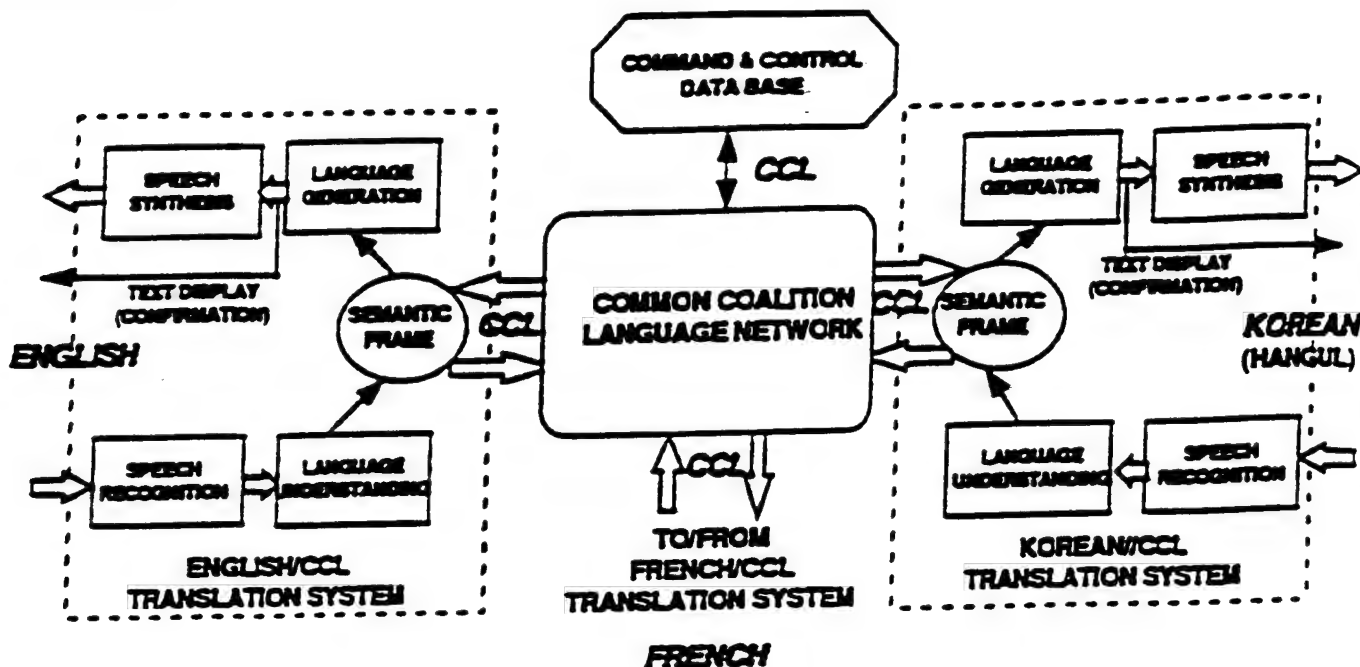 COMMAND & CONTROL
DATA BASE
CCL
SPEECH
SYNTHESIS
LANGUAGE
GENERATION
TEXT DISPLAY
(CONFIRMATION)
SEMANTIC
FRAME
ENGLISH
SPEECH
RECOGNITION
LANGUAGE
UNDERSTANDING
ENGLISH/CCL
TRANSLATION SYSTEM
CCL
COMMON COALITION
LANGUAGE NETWORK
CCL
CCL
TO/FROM
FRENCH/CCL
TRANSLATION SYSTEM
FRENCH
LANGUAGE
GENERATION
SPEECH
SYNTHESIS
TEXT DISPLAY
(CONFIRMATION)
SEMANTIC
FRAME
KOREAN
(HANGUL)
LANGUAGE
UNDERSTANDING
SPEECH
RECOGNITION
KOREAN//CCL
TRANSLATION SYSTEM